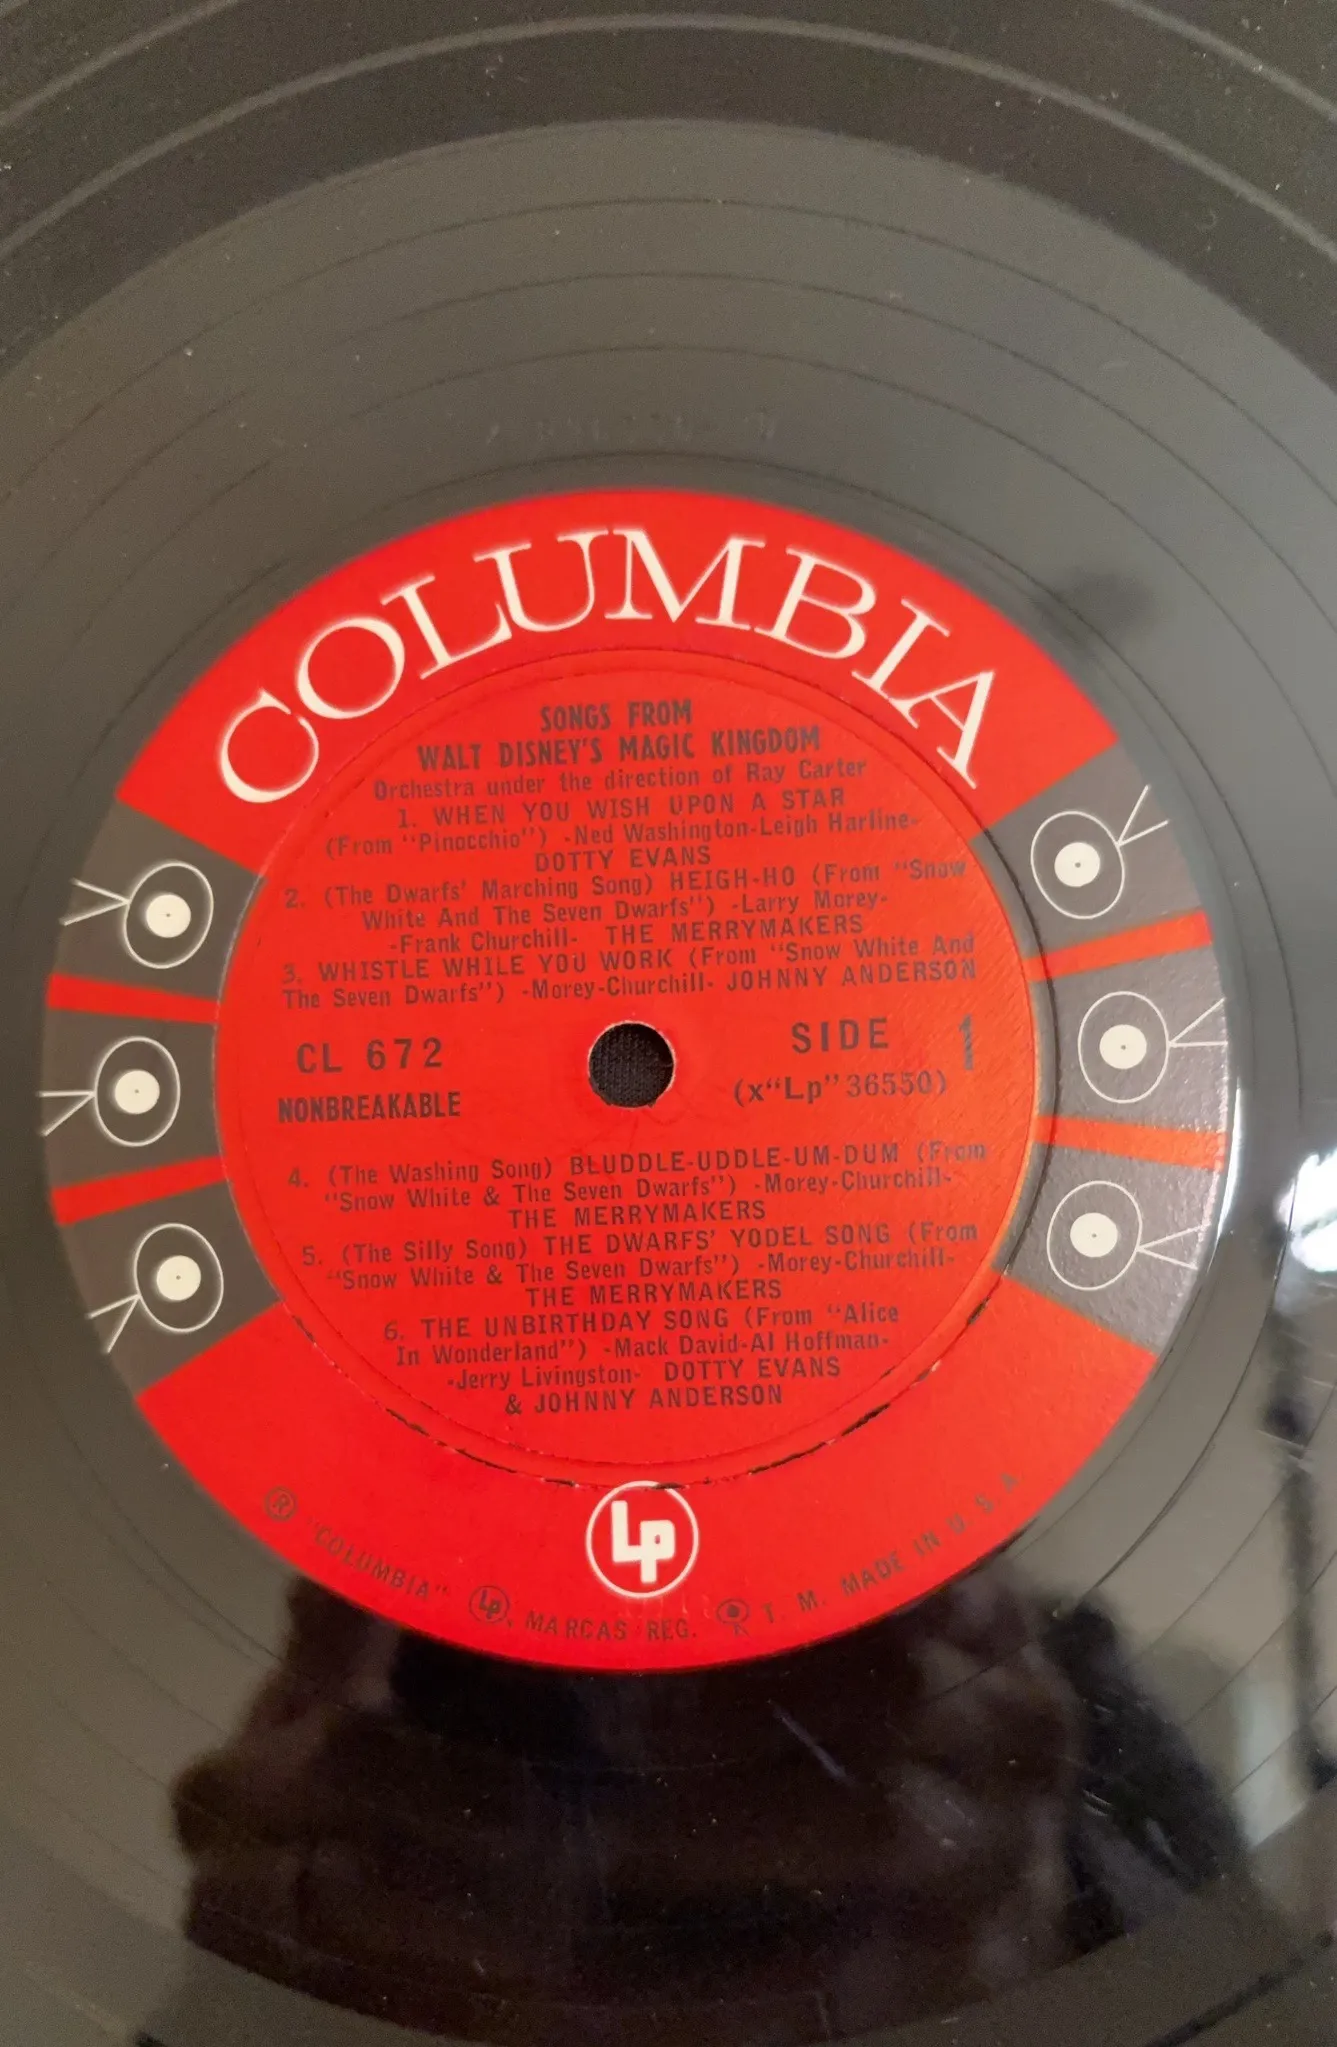 COLUMBIA
SONGS FROM
WALT DISNEY'S MAGIC KINGDOM
Orchestra under the direction of Ray Carter
1. WHEN YOU WISH UPON A STAR
(From "Pinocchio") -Ned Washington-Leigh Harline-
DOTTY EVANS
2. (The Dwarfs' Marching Song) HEIGH-HO (From "Snow
White And The Seven Dwarfs") -Larry Morey-
-Frank Churchill- THE MERRYMAKERS
3. WHISTLE WHILE YOU WORK (From "Snow White And
The Seven Dwarfs") -Morey-Churchill- JOHNNY ANDERSON
CL 672
NONBREAKABLE
SIDE 1
(x"Lp"36550)
4. (The Washing Song) BLUDDLE-UDDLE-UM-DUM (From
"Snow White & The Seven Dwarfs") -Morey-Churchill-
THE MERRYMAKERS
5. (The Silly Song) THE DWARFS' YODEL SONG (From
"Snow White & The Seven Dwarfs") -Morey-Churchill-
THE MERRYMAKERS
6. THE UNBIRTHDAY SONG (From "Alice
In Wonderland") -Mack David-Al Hoffman-
-Jerry Livingston- DOTTY EVANS
& JOHNNY ANDERSON
LP
® "COLUMBIA" LP, MARCAS REG. T. M. MADE IN U. S. A.